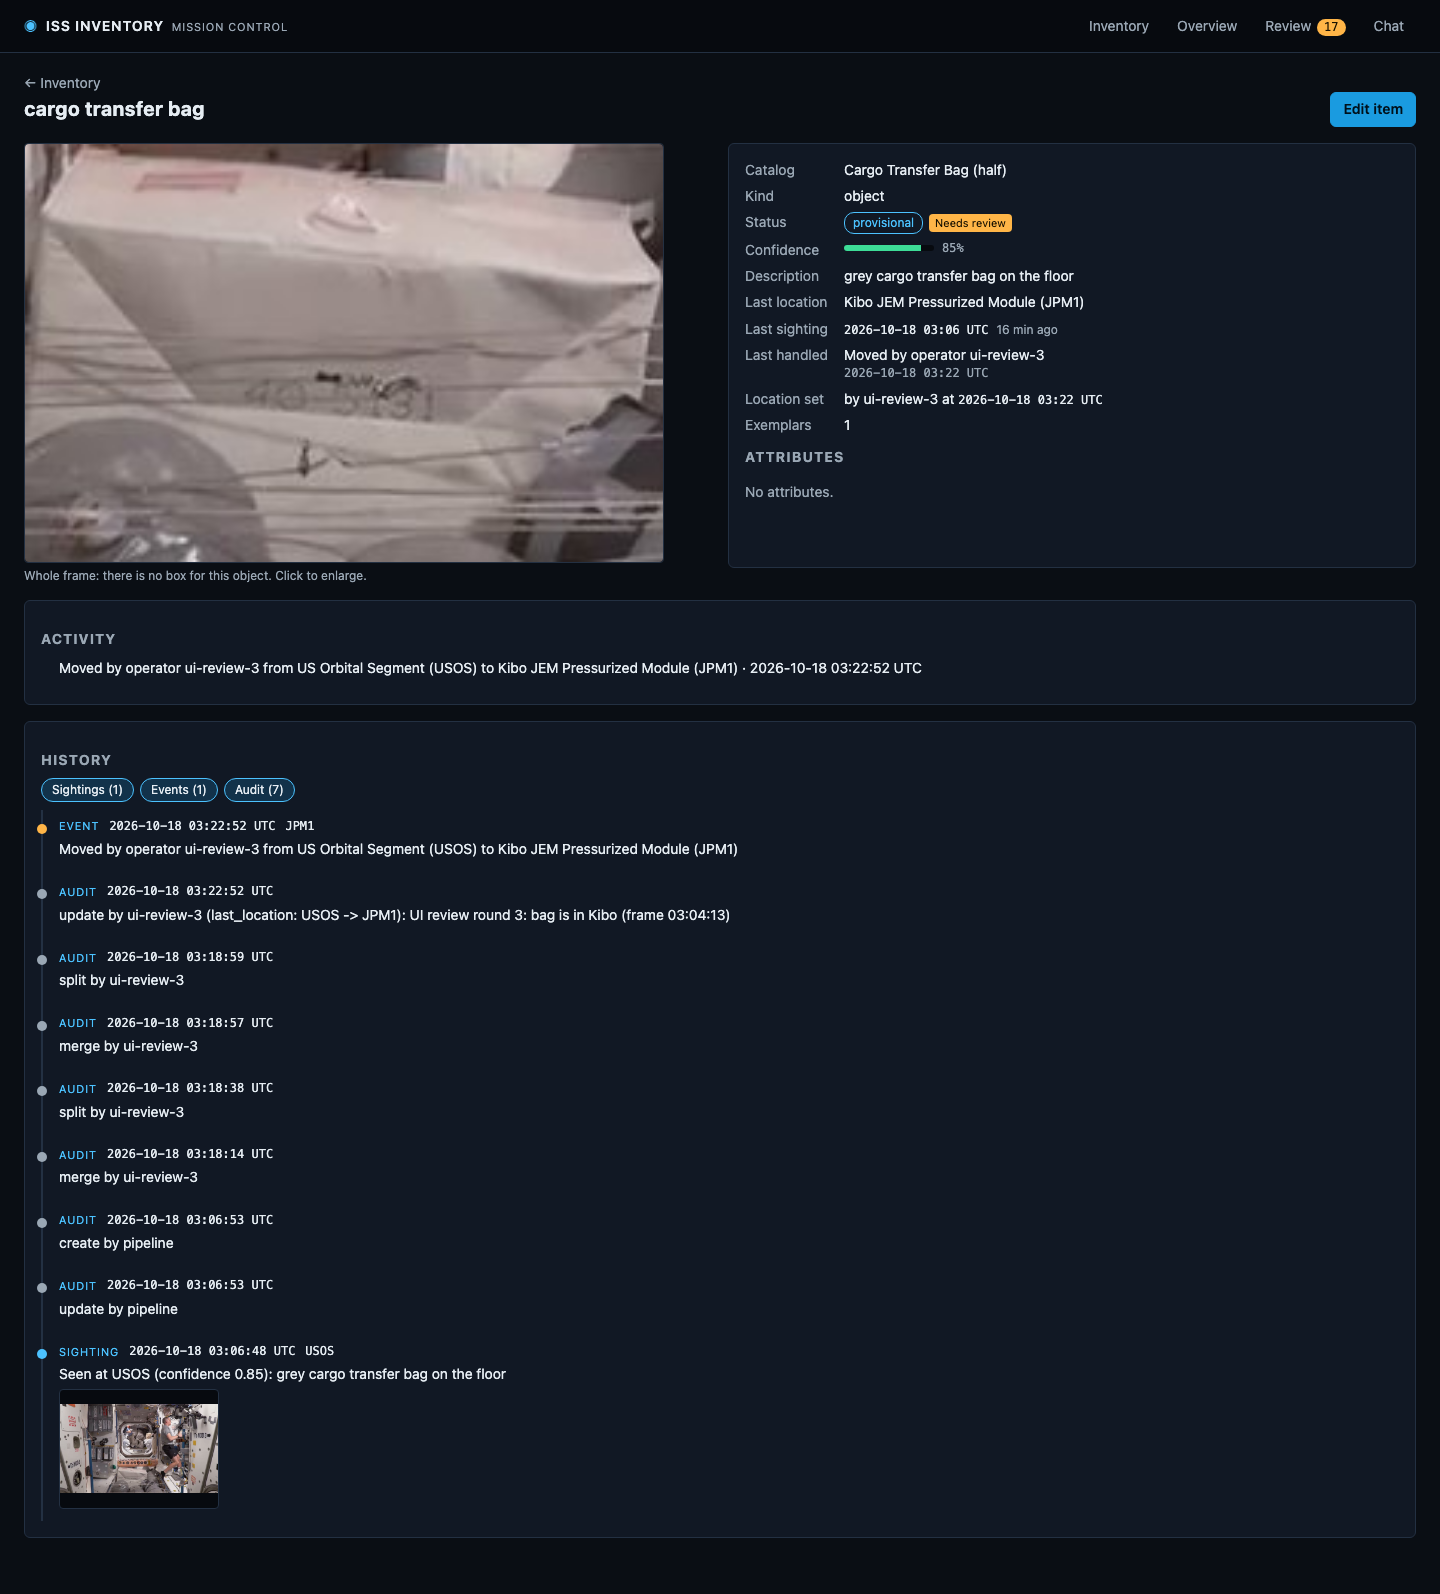 ISS INVENTORY MISSION CONTROL
Inventory Overview Review 17 Chat
← Inventory
cargo transfer bag
Edit item
Whole frame: there is no box for this object. Click to enlarge.
Catalog Cargo Transfer Bag (half)
Kind object
Status provisional Needs review
Confidence 85%
Description grey cargo transfer bag on the floor
Last location Kibo JEM Pressurized Module (JPM1)
Last sighting 2026-10-18 03:06 UTC 16 min ago
Last handled Moved by operator ui-review-3
2026-10-18 03:22 UTC
Location set by ui-review-3 at 2026-10-18 03:22 UTC
Exemplars 1
ATTRIBUTES
No attributes.
ACTIVITY
Moved by operator ui-review-3 from US Orbital Segment (USOS) to Kibo JEM Pressurized Module (JPM1) · 2026-10-18 03:22:52 UTC
HISTORY
Sightings (1) Events (1) Audit (7)
EVENT 2026-10-18 03:22:52 UTC JPM1
Moved by operator ui-review-3 from US Orbital Segment (USOS) to Kibo JEM Pressurized Module (JPM1)
AUDIT 2026-10-18 03:22:52 UTC
update by ui-review-3 (last_location: USOS -> JPM1): UI review round 3: bag is in Kibo (frame 03:04:13)
AUDIT 2026-10-18 03:18:59 UTC
split by ui-review-3
AUDIT 2026-10-18 03:18:57 UTC
merge by ui-review-3
AUDIT 2026-10-18 03:18:38 UTC
split by ui-review-3
AUDIT 2026-10-18 03:18:14 UTC
merge by ui-review-3
AUDIT 2026-10-18 03:06:53 UTC
create by pipeline
AUDIT 2026-10-18 03:06:53 UTC
update by pipeline
SIGHTING 2026-10-18 03:06:48 UTC USOS
Seen at USOS (confidence 0.85): grey cargo transfer bag on the floor